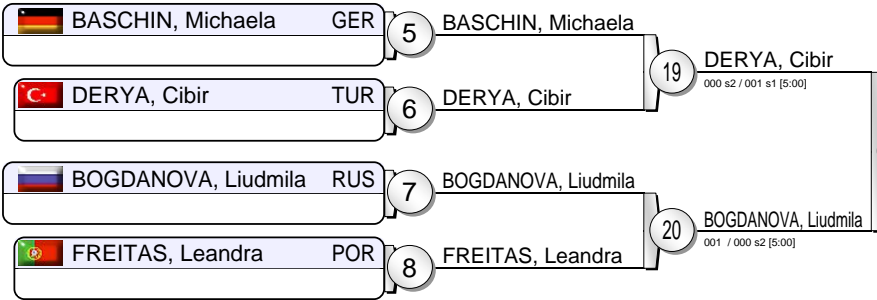 BASCHIN, Michaela GER
5
BASCHIN, Michaela
19
DERYA, Cibir
000 s2 / 001 s1 [5:00]
DERYA, Cibir TUR
6
DERYA, Cibir
BOGDANOVA, Liudmila RUS
7
BOGDANOVA, Liudmila
20
BOGDANOVA, Liudmila
001 / 000 s2 [5:00]
FREITAS, Leandra POR
8
FREITAS, Leandra